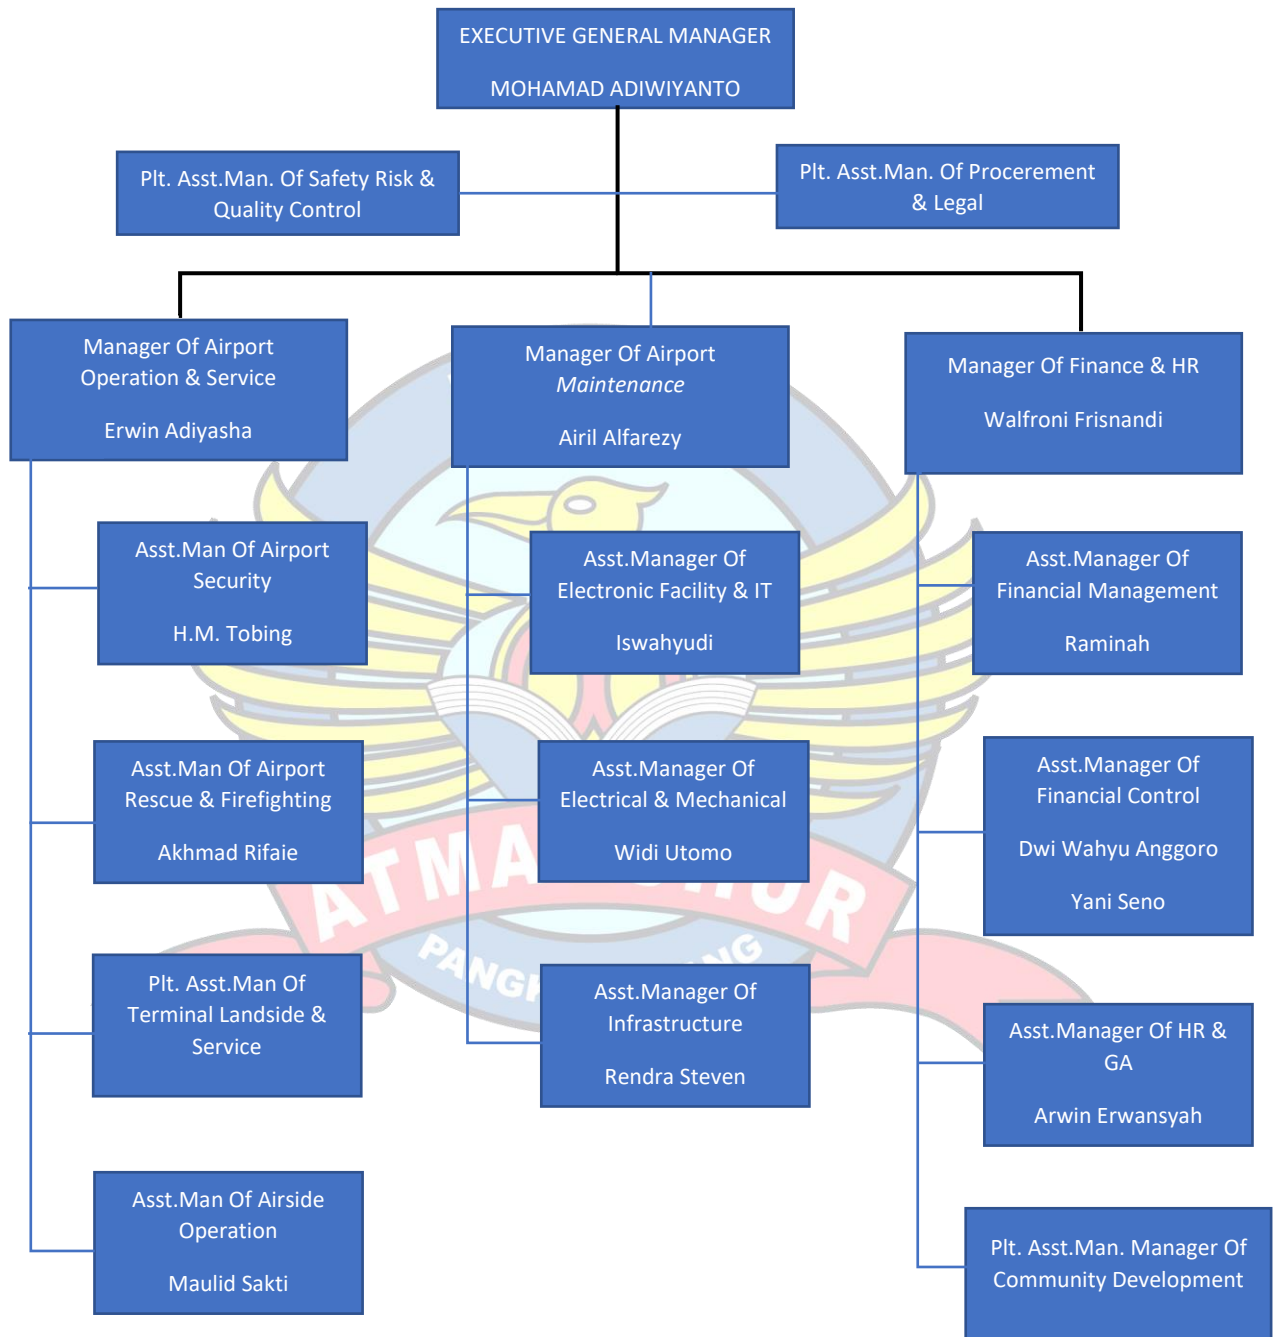 EXECUTIVE GENERAL MANAGER
MOHAMAD ADIWIYANTO
Plt. Asst.Man. Of Safety Risk &
Quality Control
Plt. Asst.Man. Of Procerement
& Legal
Manager Of Airport
Operation & Service
Erwin Adiyasha
Manager Of Airport
Maintenance
Airil Alfarezy
Manager Of Finance & HR
Walfroni Frisnandi
Asst.Man Of Airport
Security
H.M. Tobing
Asst.Manager Of
Electronic Facility & IT
Iswahyudi
Asst.Manager Of
Financial Management
Raminah
Asst.Man Of Airport
Rescue & Firefighting
Akhmad Rifaie
Asst.Manager Of
Electrical & Mechanical
Widi Utomo
Asst.Manager Of
Financial Control
Dwi Wahyu Anggoro
Yani Seno
Plt. Asst.Man Of
Terminal Landside &
Service
Asst.Manager Of
Infrastructure
Rendra Steven
Asst.Manager Of HR &
GA
Arwin Erwansyah
Asst.Man Of Airside
Operation
Maulid Sakti
Plt. Asst.Man. Manager Of
Community Development